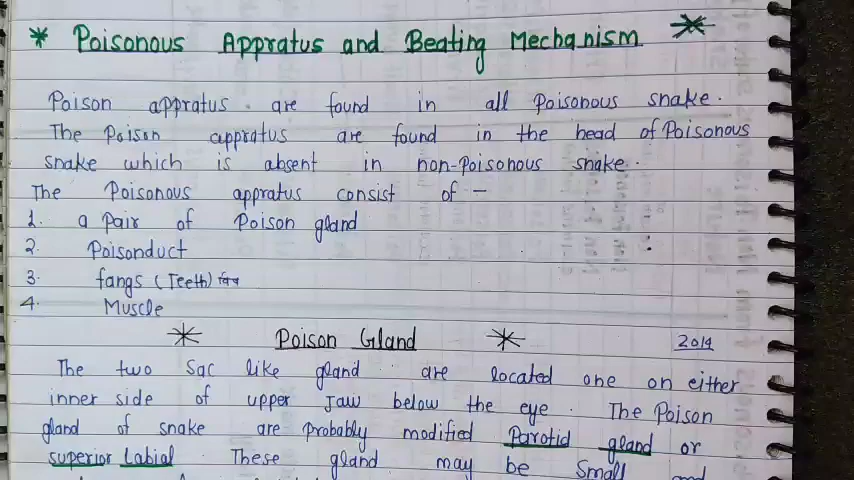 * Poisonous Appratus and Beating Mechanism *
Poison appratus are found in all Poisonous snake.
The Poison appratus are found in the head of Poisonous
snake which is absent in non-poisonous snake.
The Poisonous appratus consist of -
1. a pair of Poison gland
2. Poisonduct
3. fangs (Teeth)
4. Muscle
* Poison Gland * 2014
The two Sac like gland are located one on either
inner side of upper Jaw below the eye. The Poison
gland of snake are probably modified Parotid gland or
superior Labial. These gland may be Small and